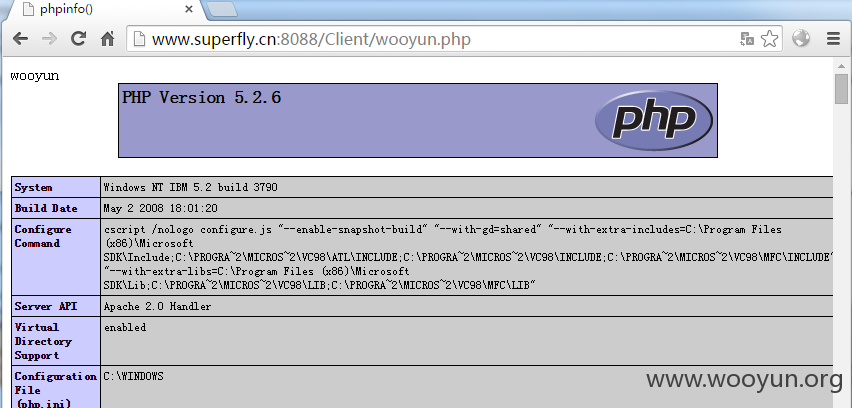 phpinfo()
www.superfly.cn:8088/Client/wooyun.php
wooyun
PHP Version 5.2.6
php
System
Windows NT IBM 5.2 build 3790
Build Date
May 2 2008 18:01:20
Configure
Command
cscript /nologo configure.js "--enable-snapshot-build" "--with-gd=shared" "--with-extra-includes=C:\Program Files
(x86)\Microsoft
SDK\Include;C:\PROGRA~2\MICROS~2\VC98\ATL\INCLUDE;C:\PROGRA~2\MICROS~2\VC98\INCLUDE;C:\PROGRA~2\MICROS~2\VC98\MFC\INCLUDE"
"--with-extra-libs=C:\Program Files (x86)\Microsoft
SDK\Lib;C:\PROGRA~2\MICROS~2\VC98\LIB;C:\PROGRA~2\MICROS~2\VC98\MFC\LIB"
Server API
Apache 2.0 Handler
Virtual
Directory
Support
enabled
Configuration
File
(php.ini)
C:\WINDOWS
www.wooyun.org